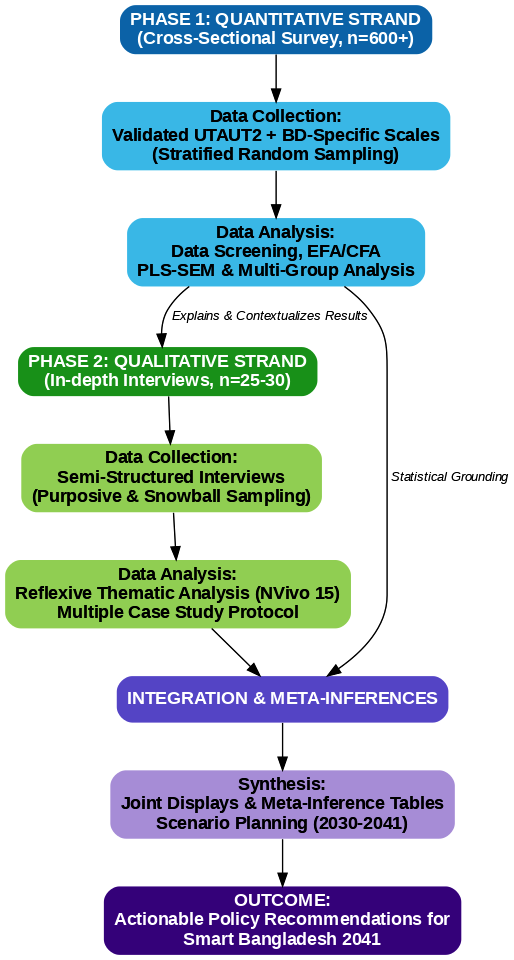 PHASE 1: QUANTITATIVE STRAND
(Cross-Sectional Survey, n=600+)
Data Collection:
Validated UTAUT2 + BD-Specific Scales
(Stratified Random Sampling)
Data Analysis:
Data Screening, EFA/CFA
PLS-SEM & Multi-Group Analysis
Explains & Contextualizes Results
PHASE 2: QUALITATIVE STRAND
(In-depth Interviews, n=25-30)
Data Collection:
Semi-Structured Interviews
(Purposive & Snowball Sampling)
Statistical Grounding
Data Analysis:
Reflexive Thematic Analysis (NVivo 15)
Multiple Case Study Protocol
INTEGRATION & META-INFERENCES
Synthesis:
Joint Displays & Meta-Inference Tables
Scenario Planning (2030-2041)
OUTCOME:
Actionable Policy Recommendations for
Smart Bangladesh 2041